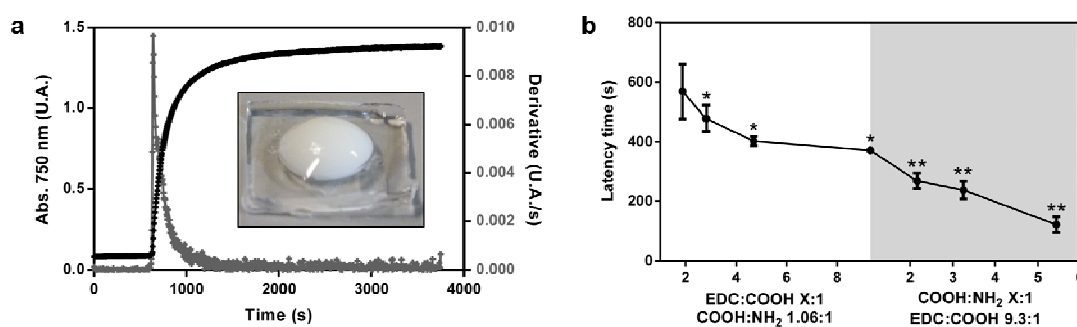 a
1.5
1.0
0.5
0.0
Abs. 750 nm (U.A.)
0.010
0.008
0.006
0.004
0.002
0.000
Derivative (U.A./s)
0 1000 2000 3000 4000
Time (s)
b
800
600
400
200
0
Latency time (s)
* * * ** ** **
2 4 6 8 2 3 4 5
EDC:COOH X:1
COOH:NH2 1.06:1
COOH:NH2 X:1
EDC:COOH 9.3:1